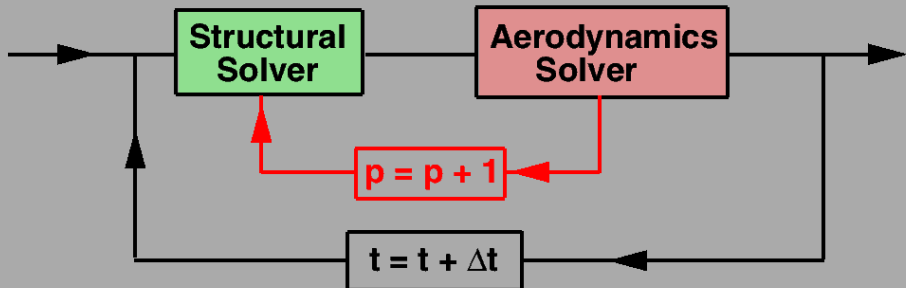 Structural
Solver
Aerodynamics
Solver
p = p + 1
t = t + Δt